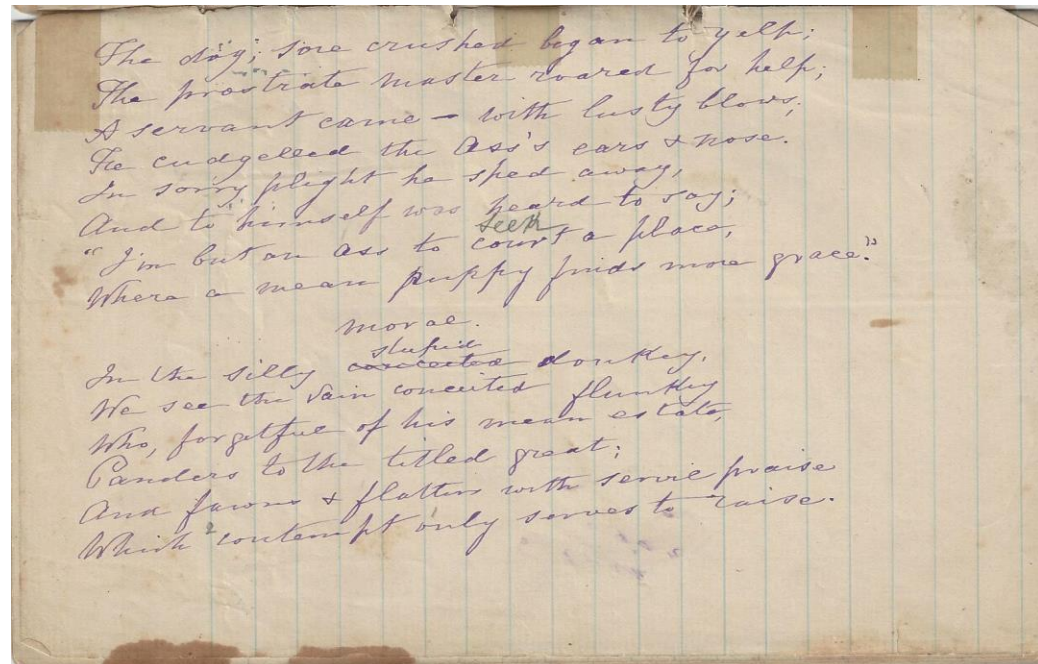 The dog, sore crushed began to yelp;
The prostrate master roared for help;
A servant came - with lusty blows,
He cudgelled the Ass's ears & nose.
In sorry plight he sped away,
And to himself was heard to say;
seek
"I'm but an Ass to court a place,
Where a mean puppy finds more grace."
Moral.
stupid
In the silly conceited donkey,
We see the vain conceited flunkey
Who, forgetful of his mean estate,
Panders to the titled great;
And fawns & flatters with servile praise
Which contempt only serves to raise.